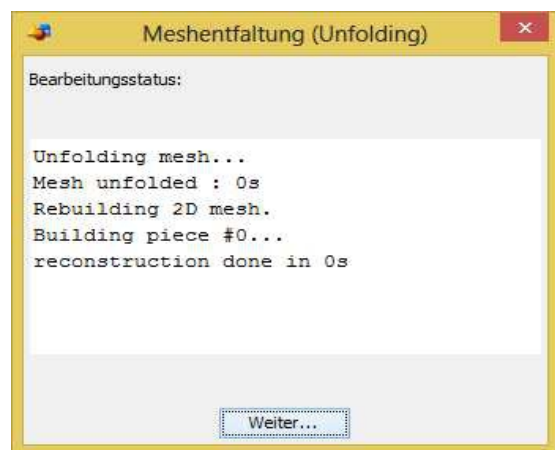 Meshentfaltung (Unfolding)
Bearbeitungsstatus:
Unfolding mesh...
Mesh unfolded : 0s
Rebuilding 2D mesh.
Building piece #0...
reconstruction done in 0s
Weiter...